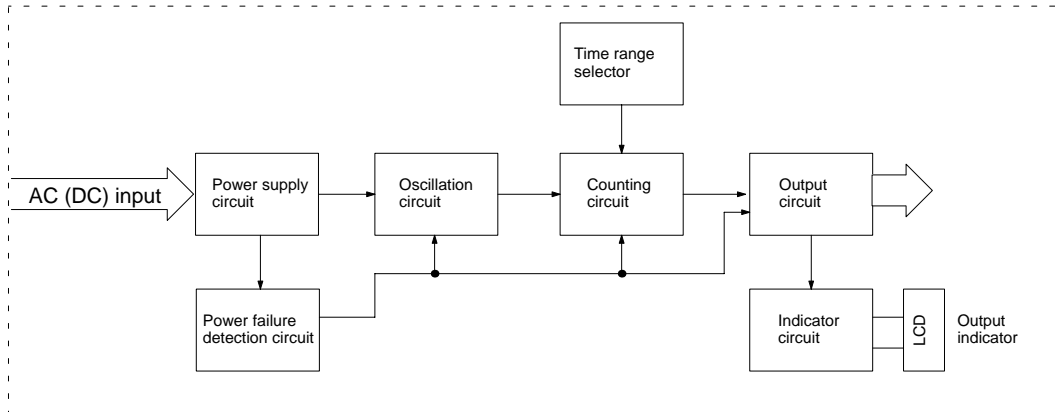 Time range
selector
AC (DC) input
Power supply
circuit
Oscillation
circuit
Counting
circuit
Output
circuit
Power failure
detection circuit
Indicator
circuit
LCD
Output
indicator